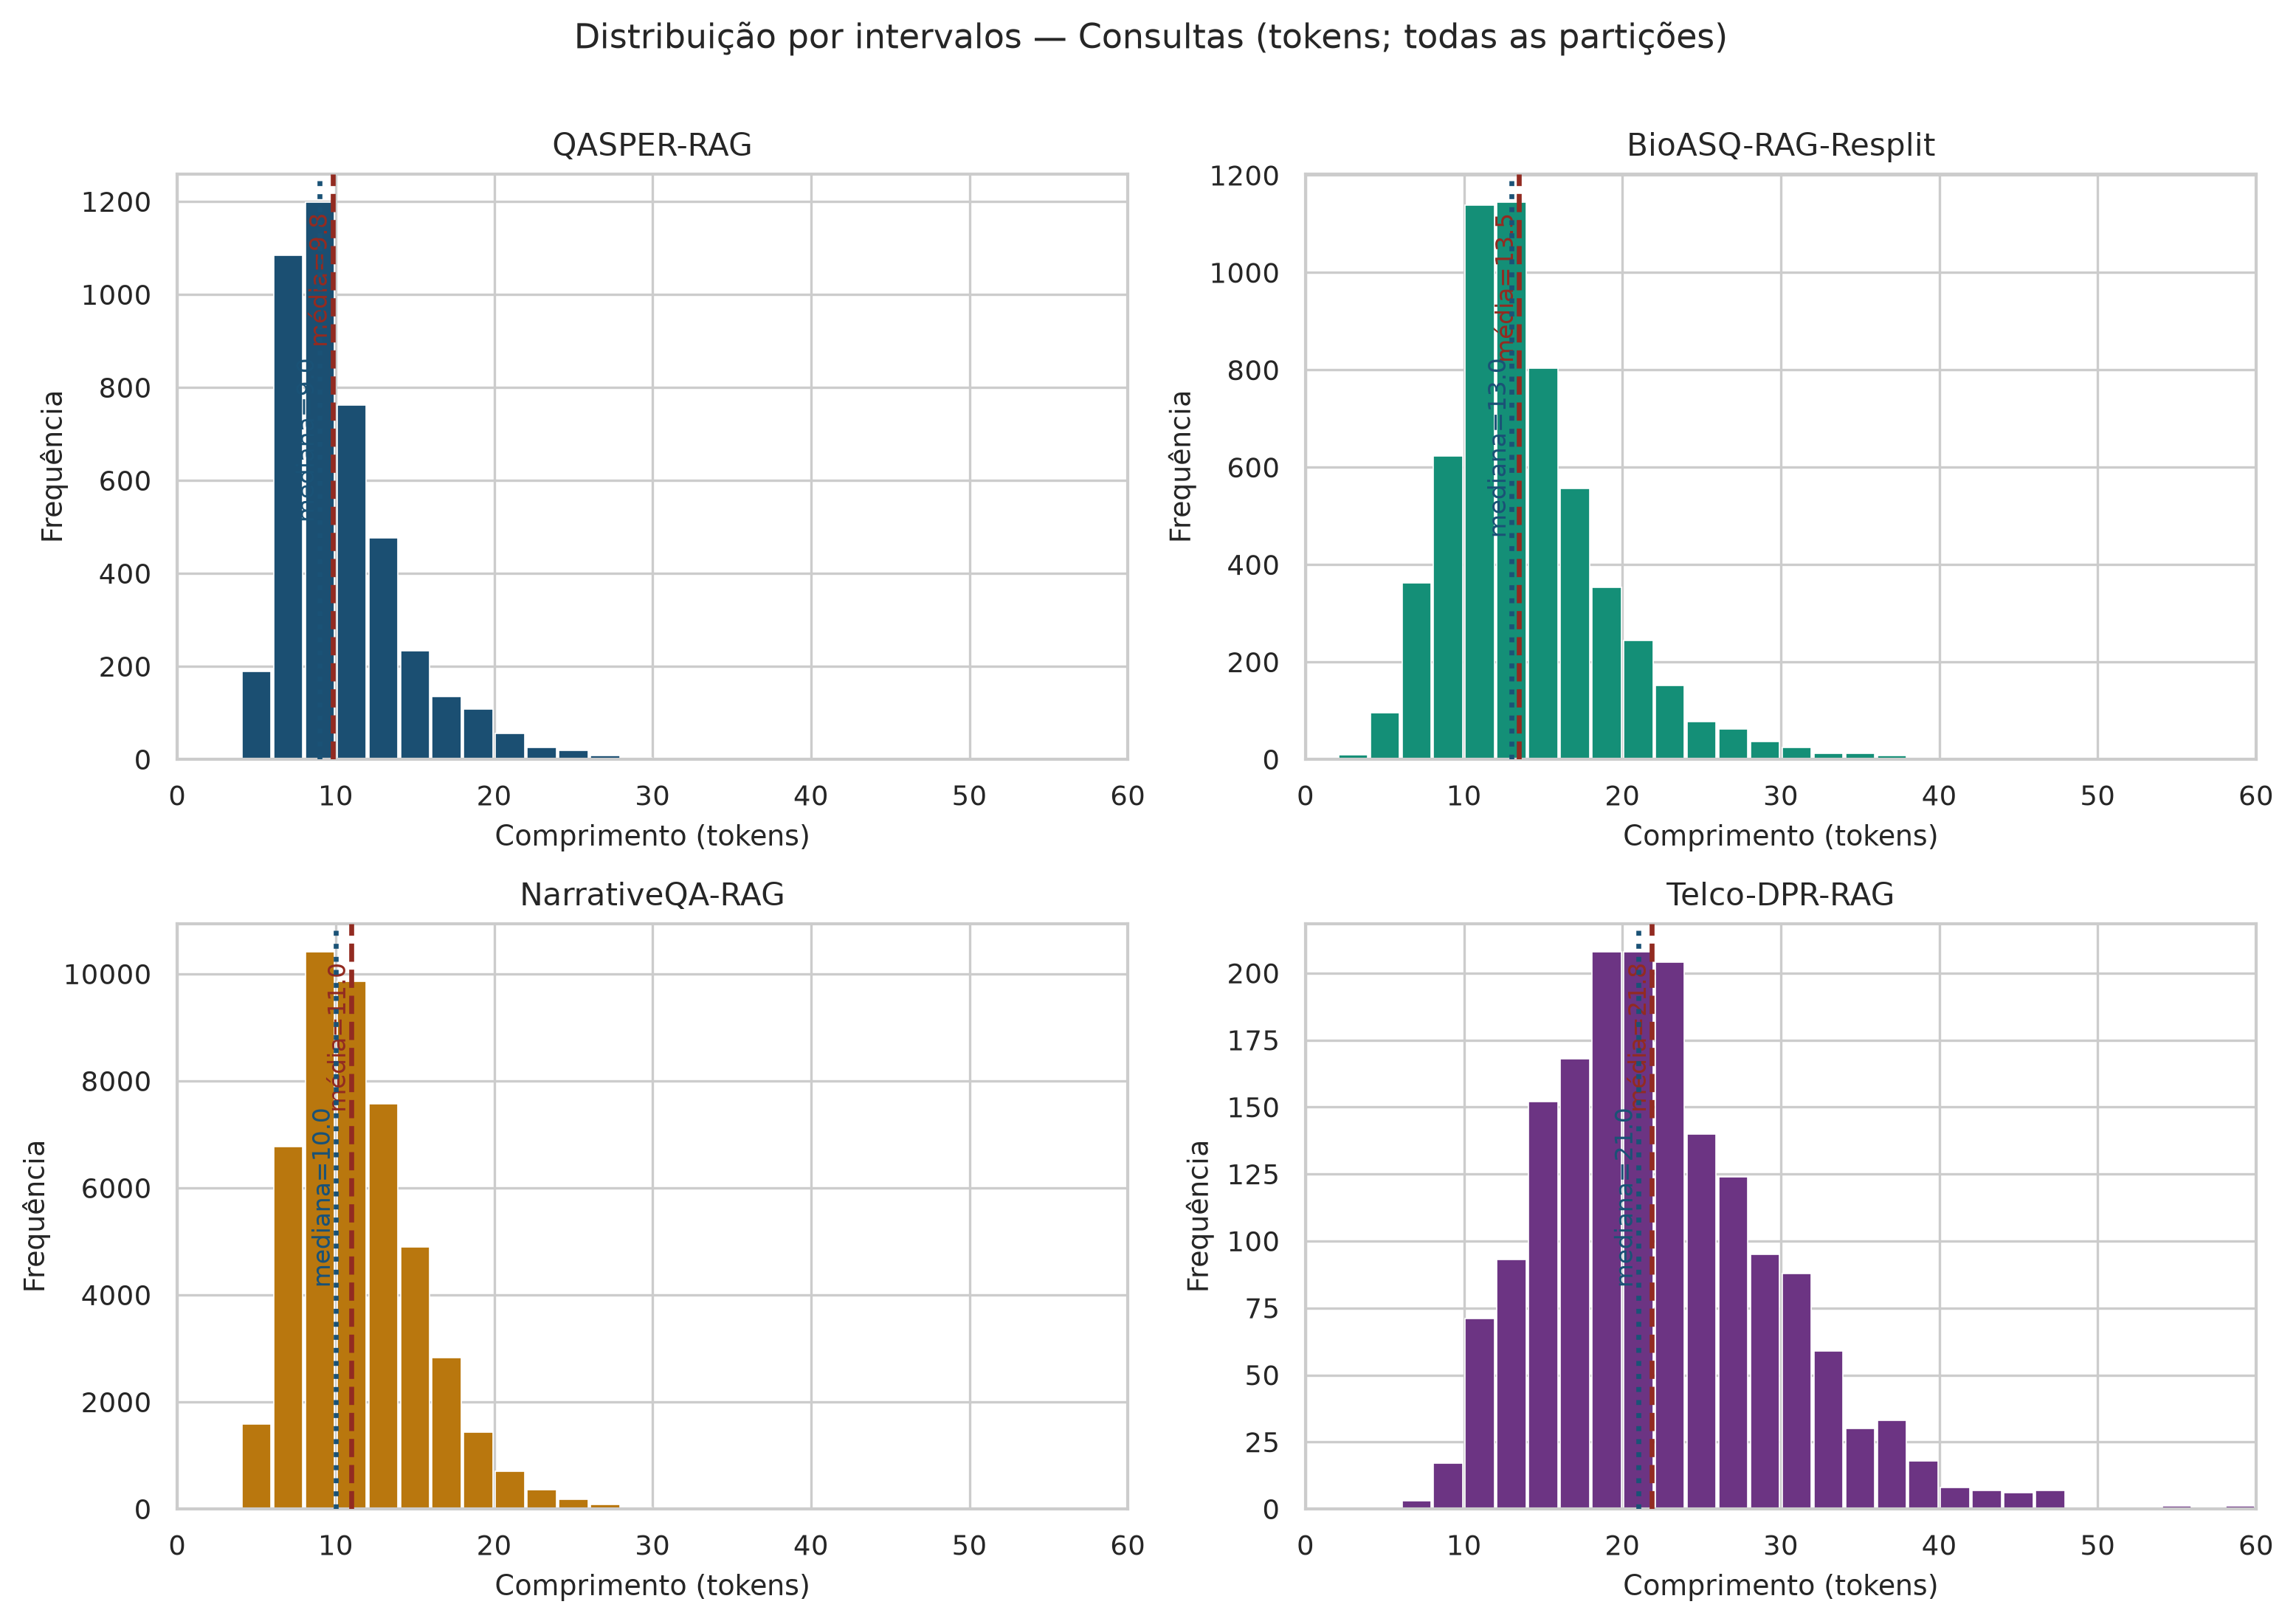 Distribuição por intervalos — Consultas (tokens; todas as partições)
QASPER-RAG
Frequência
1200
1000
800
600
400
200
0
média=9.8
0 10 20 30 40 50 60
Comprimento (tokens)
BioASQ-RAG-Resplit
Frequência
1200
1000
800
600
400
200
0
média=13.5
mediana=13.0
0 10 20 30 40 50 60
Comprimento (tokens)
NarrativeQA-RAG
Frequência
10000
8000
6000
4000
2000
0
média=11.0
mediana=10.0
0 10 20 30 40 50 60
Comprimento (tokens)
Telco-DPR-RAG
Frequência
200
175
150
125
100
75
50
25
0
média=21.8
mediana=21.0
0 10 20 30 40 50 60
Comprimento (tokens)